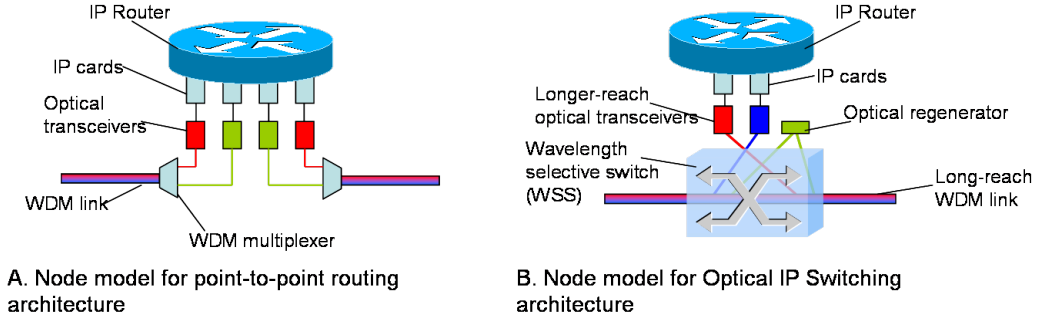 IP Router
IP cards
Optical
transceivers
WDM link
WDM multiplexer
A. Node model for point-to-point routing
architecture
IP Router
IP cards
Longer-reach
optical transceivers
Optical regenerator
Wavelength
selective switch
(WSS)
Long-reach
WDM link
B. Node model for Optical IP Switching
architecture